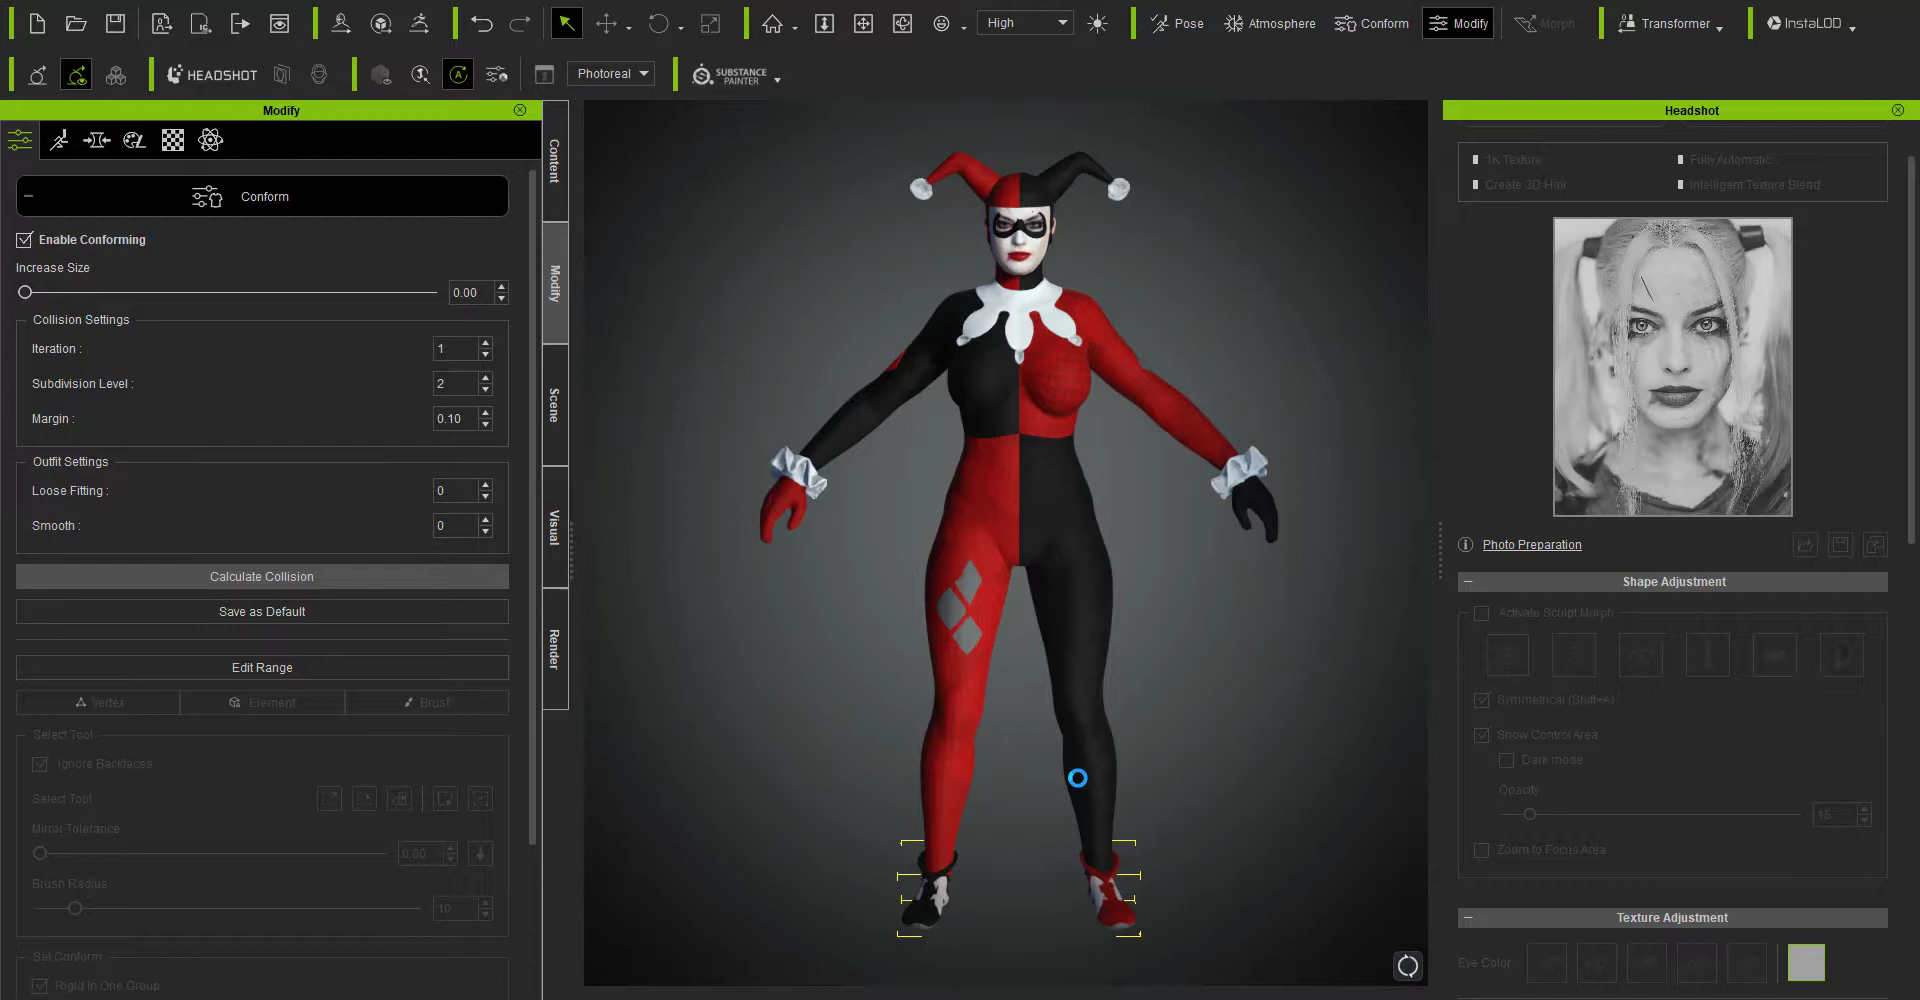 High
Pose
Atmosphere
Conform
Modify
Morph
Transformer
InstaLOD
HEADSHOT
Photoreal
SUBSTANCE
PAINTER
Modify
Conform
Enable Conforming
Increase Size
0.00
Collision Settings
Iteration :
1
Subdivision Level :
2
Margin :
0.10
Outfit Settings
Loose Fitting :
0
Smooth :
0
Calculate Collision
Save as Default
Edit Range
Vertex
Element
Brush
Select Tool
Ignore Backfaces
Select Tool
Mirror Tolerance
0.00
Brush Radius
10
Set Conform
Rigid In One Group
Content
Modify
Scene
Visual
Render
Headshot
1K Texture
Fully Automatic
Create 3D Hair
Intelligent Texture Blend
Photo Preparation
Shape Adjustment
Activate Sculpt Morph
Symmetrical (Shift+A)
Show Control Area
Dark mode
Opacity
15
Zoom to Focus Area
Texture Adjustment
Eye Color